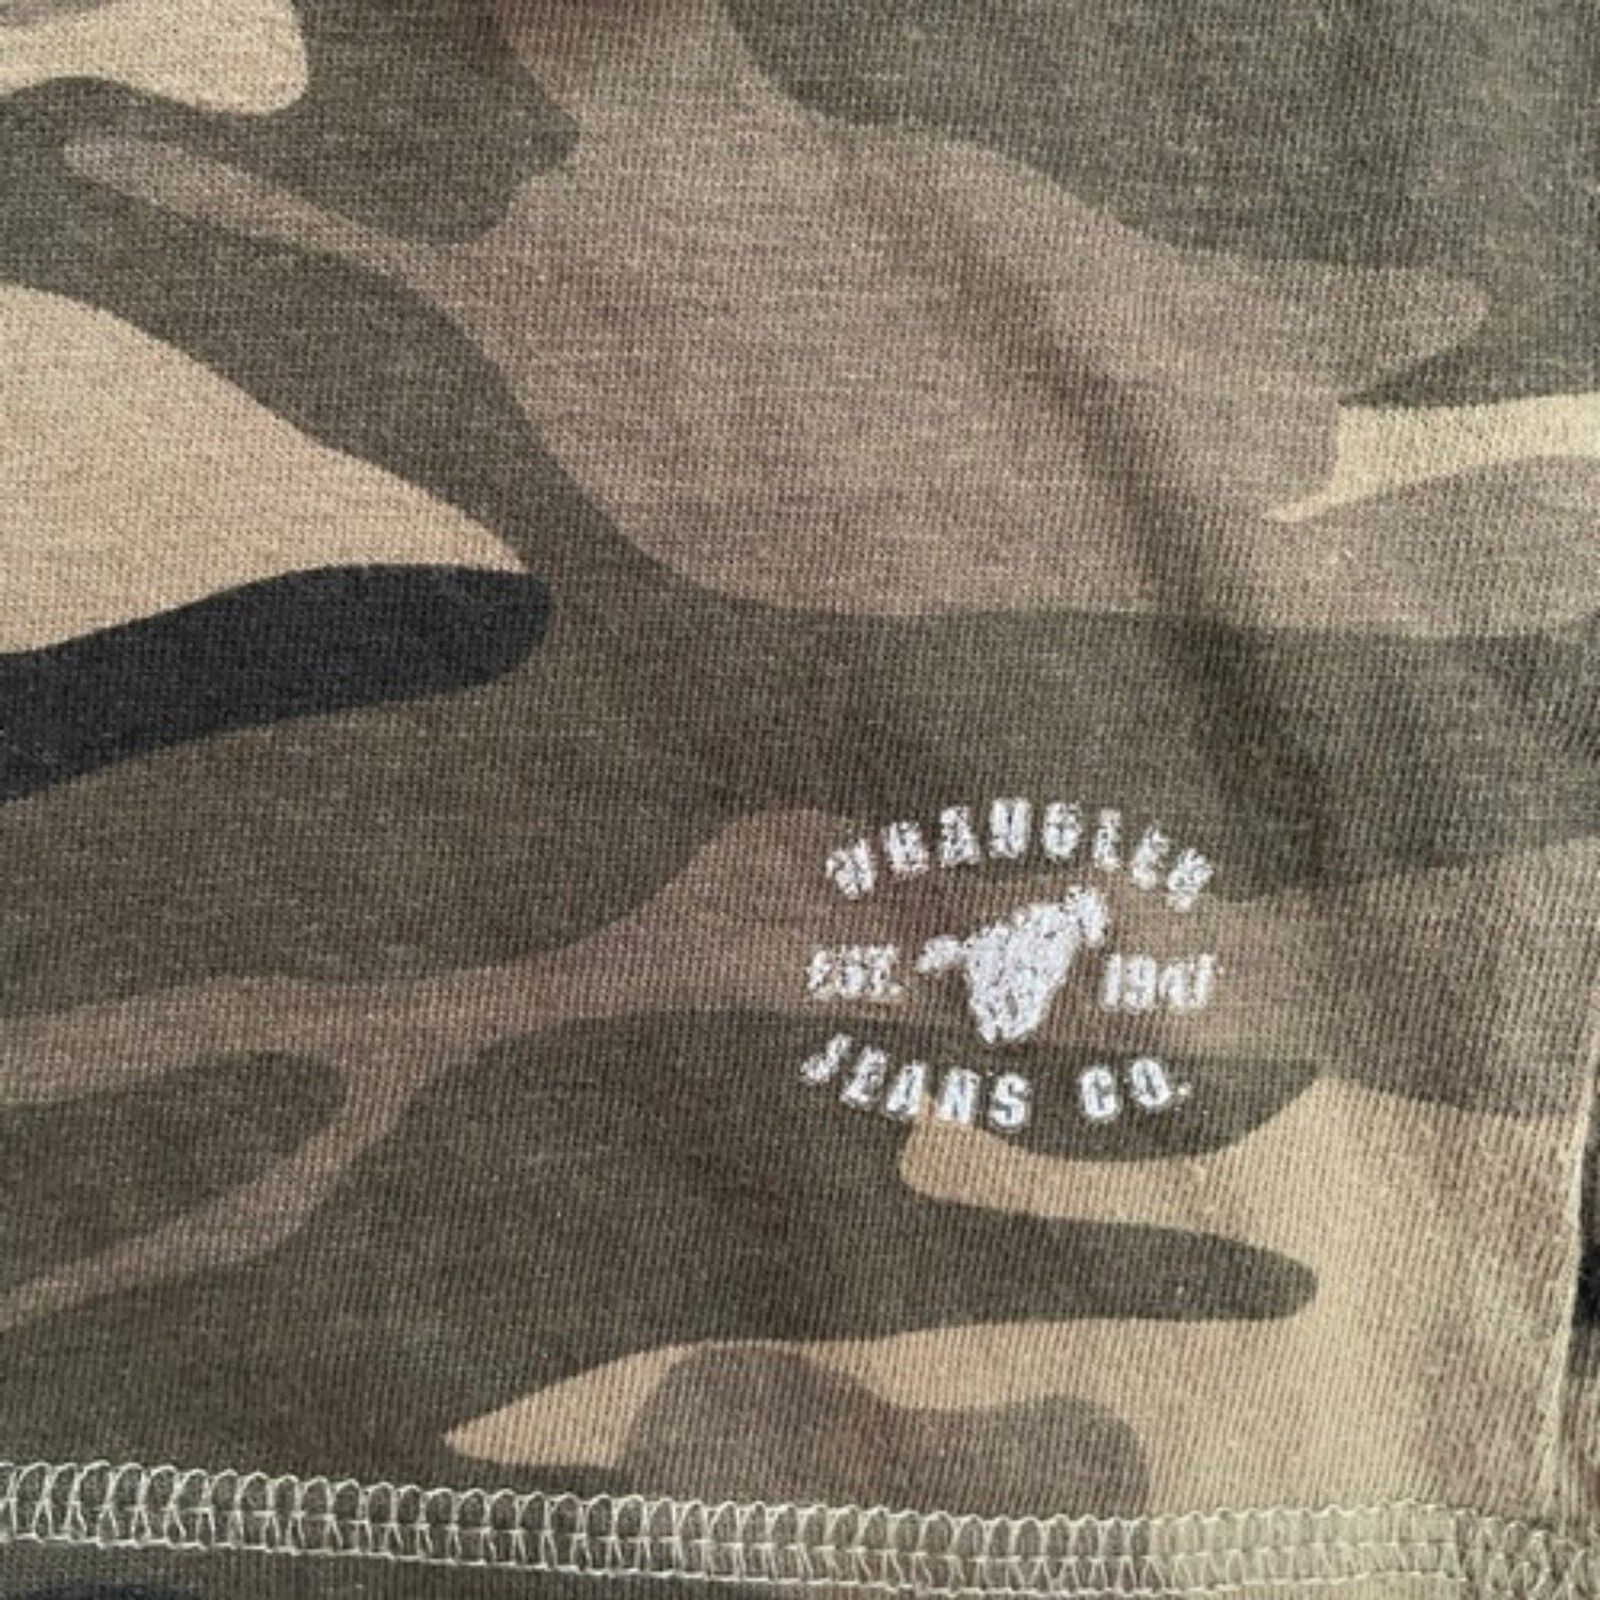 WRANGLER
EST. 1947
JEANS CO.